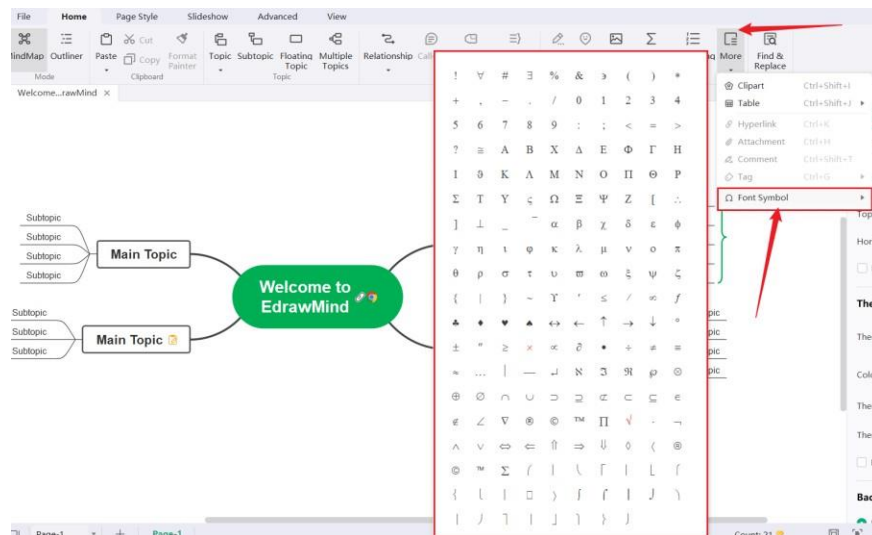 File Home Page Style Slideshow Advanced View
MindMap Outliner Paste Cut Copy Format Painter Topic Subtopic Floating Topic Multiple Topics Relationship More Find & Replace
Mode Clipboard Topic
Welcome...rawMind ×
! ∀ # ∃ % & ϶ ( ) *
+ , − . / 0 1 2 3 4
5 6 7 8 9 : ; < = >
? ≅ Α Β Χ Δ Ε Φ Γ Η
Ι ϑ Κ Λ Μ Ν Ο Π Θ Ρ
Σ Τ Υ ς Ω Ξ Ψ Ζ [ ∴
] ⊥ _ ‾ α β χ δ ε ϕ
γ η ι φ κ λ μ ν ο π
θ ρ σ τ υ ϖ ω ξ ψ ζ
{ | } ~ ϒ ′ ≤ ⁄ ∞ ƒ
♣ ♦ ♥ ♠ ↔ ← ↑ → ↓ °
± ″ ≥ × ∝ ∂ • ÷ ≠ ≡
≈ … | — ↵ ℵ ℑ ℜ ℘ ⊗
⊕ ∅ ∩ ∪ ⊃ ⊇ ⊄ ⊂ ⊆ ∈
∉ ∠ ∇ ® © ™ ∏ √ ⋅ ¬
∧ ∨ ⇔ ⇐ ⇑ ⇒ ⇓ ◊ 〈 ®
© ™ ∑
Clipart Ctrl+Shift+I
Table Ctrl+Shift+J
Hyperlink Ctrl+K
Attachment Ctrl+H
Comment Ctrl+Shift+T
Tag Ctrl+G
Font Symbol
Subtopic
Subtopic
Subtopic
Subtopic
Main Topic
Welcome to
EdrawMind
Subtopic
Subtopic
Subtopic
Main Topic
Page-1 + Page-1 Count: 21